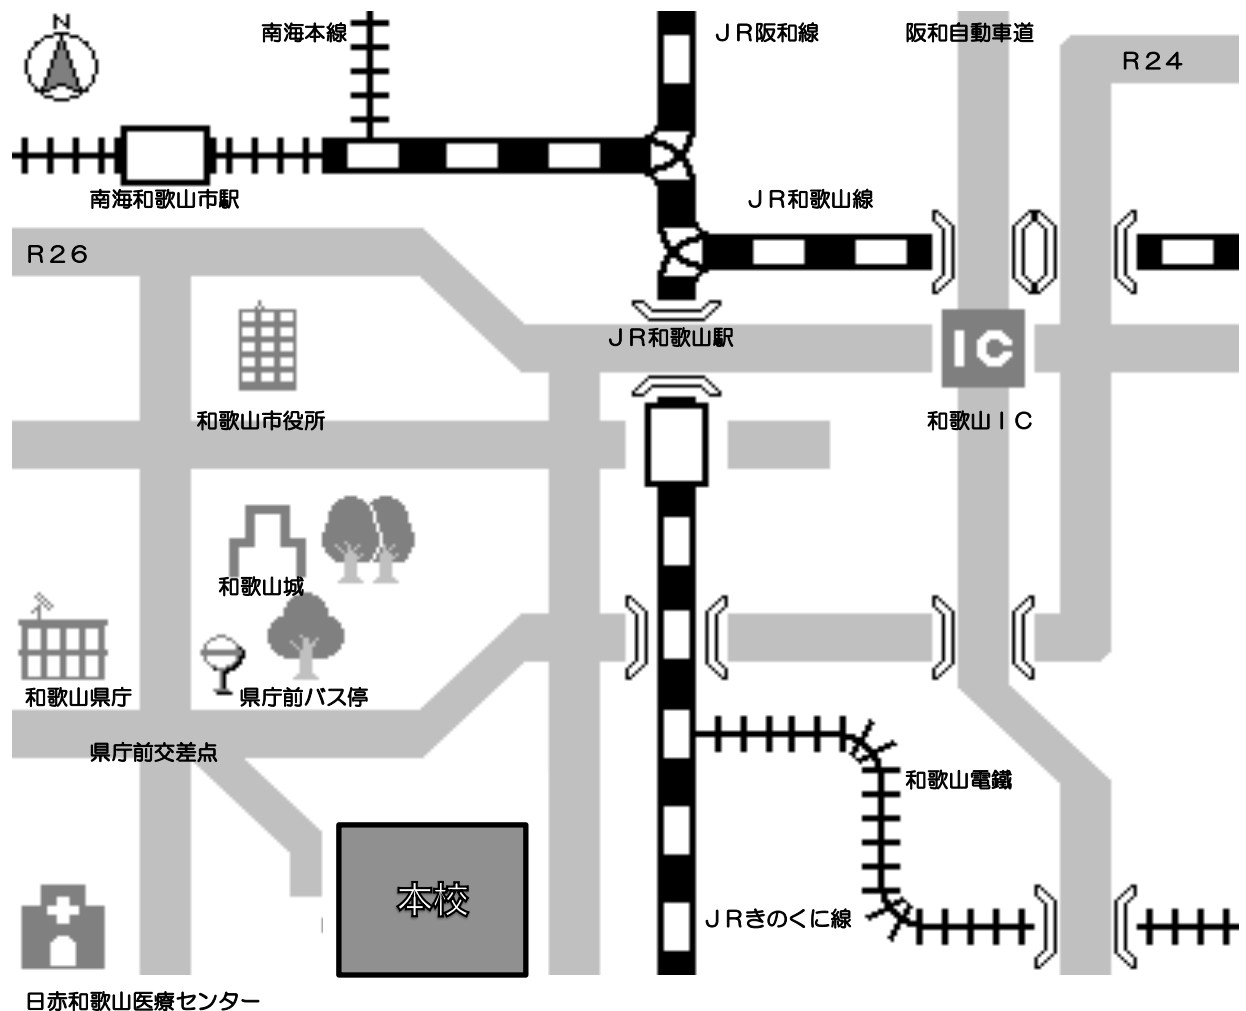 N
南海本線
ＪＲ阪和線
阪和自動車道
Ｒ２４
南海和歌山市駅
ＪＲ和歌山線
Ｒ２６
ＪＲ和歌山駅
ＩＣ
和歌山市役所
和歌山ＩＣ
和歌山城
和歌山県庁
県庁前バス停
県庁前交差点
和歌山電鐵
本校
ＪＲきのくに線
日赤和歌山医療センター